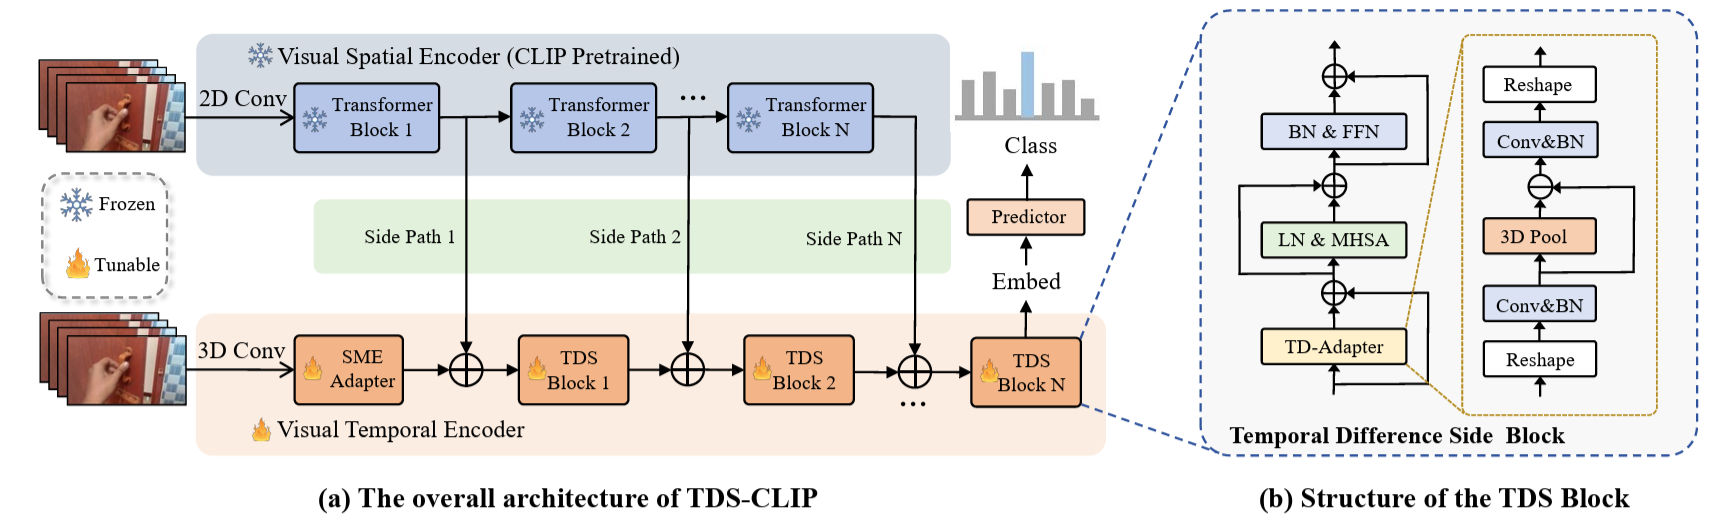 Visual Spatial Encoder (CLIP Pretrained)
2D Conv
Transformer
Block 1
Transformer
Block 2
...
Transformer
Block N
Class
Frozen
Tunable
Side Path 1
Side Path 2
Side Path N
Predictor
Embed
3D Conv
SME
Adapter
TDS
Block 1
TDS
Block 2
...
TDS
Block N
Visual Temporal Encoder
(a) The overall architecture of TDS-CLIP
BN & FFN
LN & MHSA
TD-Adapter
Reshape
Conv&BN
3D Pool
Conv&BN
Reshape
Temporal Difference Side Block
(b) Structure of the TDS Block